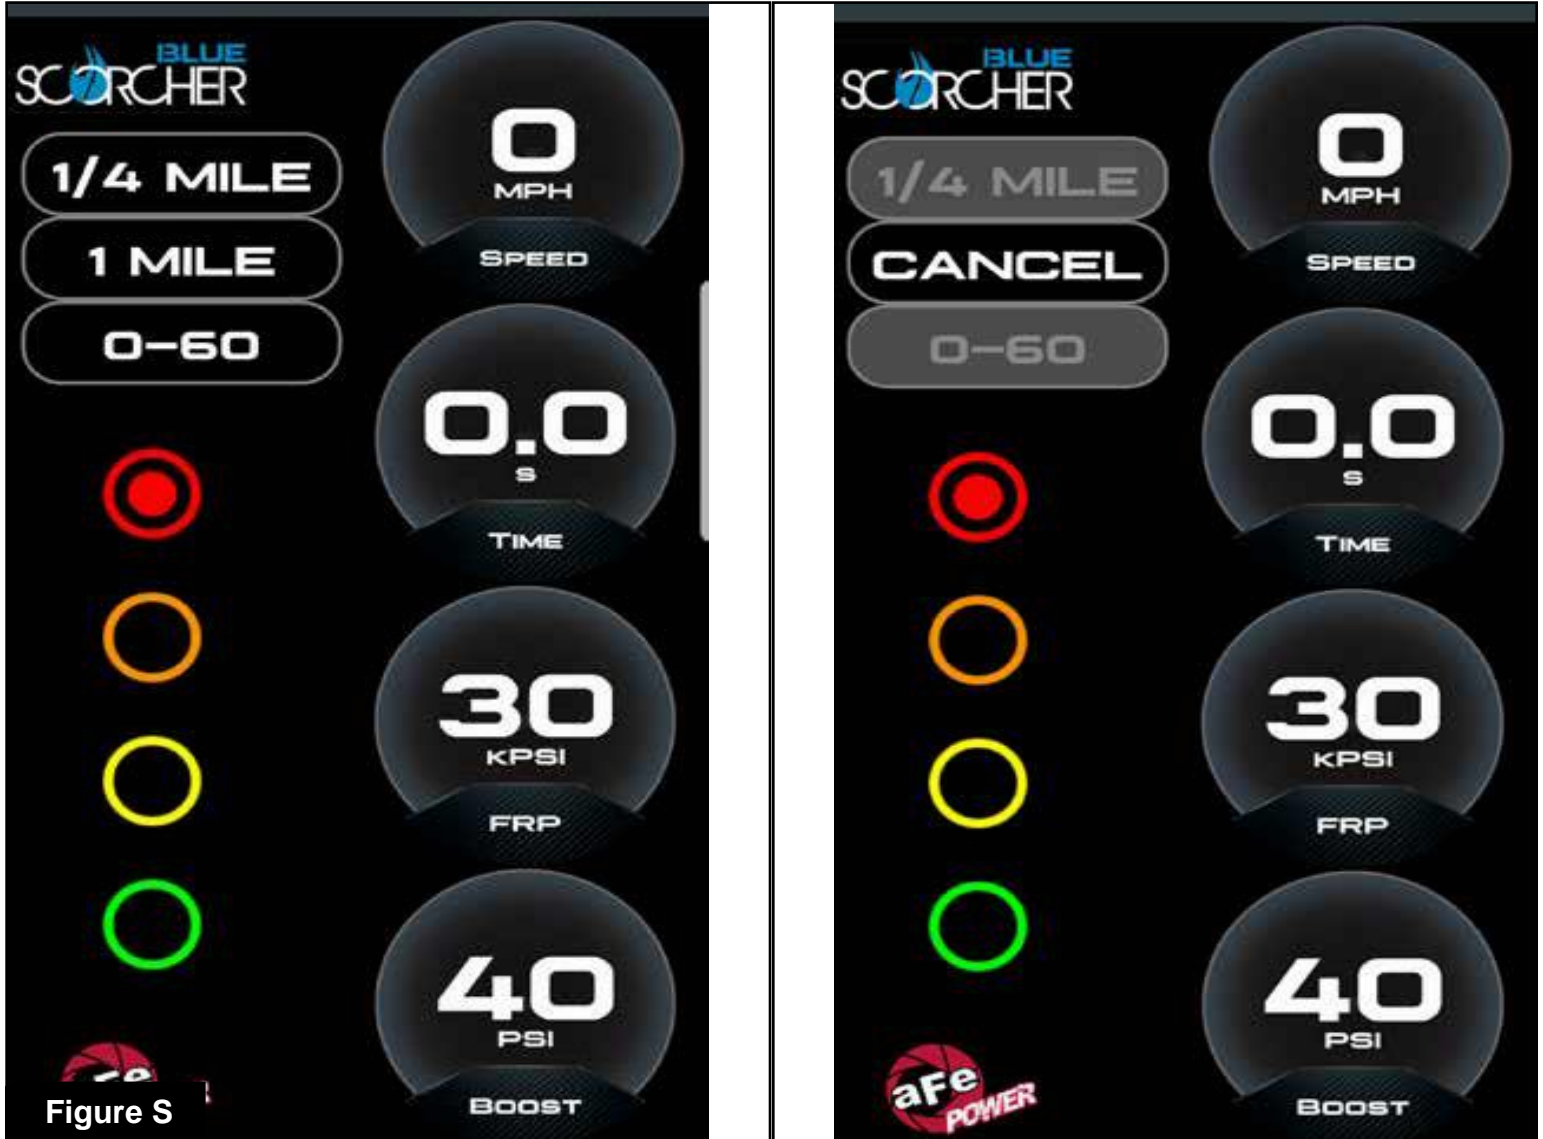 BLUE
SCORCHER
1/4 MILE
1 MILE
0-60
0
MPH
SPEED
0.0
S
TIME
30
KPSI
FRP
40
PSI
BOOST
Figure S
BLUE
SCORCHER
1/4 MILE
CANCEL
0-60
0
MPH
SPEED
0.0
S
TIME
30
KPSI
FRP
40
PSI
BOOST
aFe
POWER